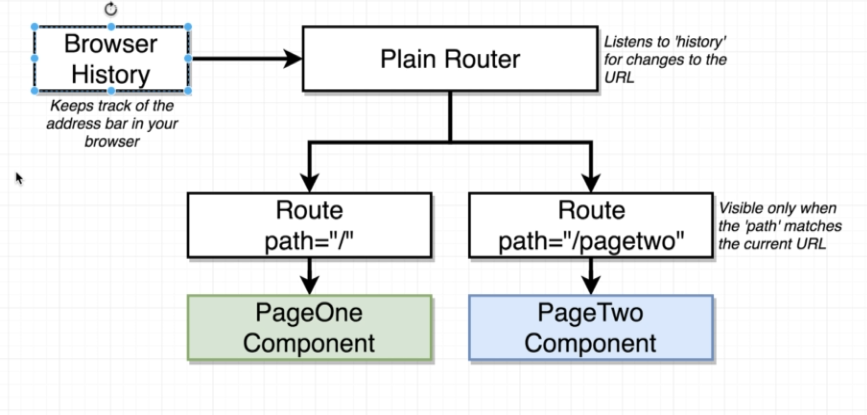 Browser
History
Plain Router
Listens to 'history'
for changes to the
URL
Keeps track of the
address bar in your
browser
Route
path="/"
Route
path="/pagetwo"
Visible only when
the 'path' matches
the current URL
PageOne
Component
PageTwo
Component